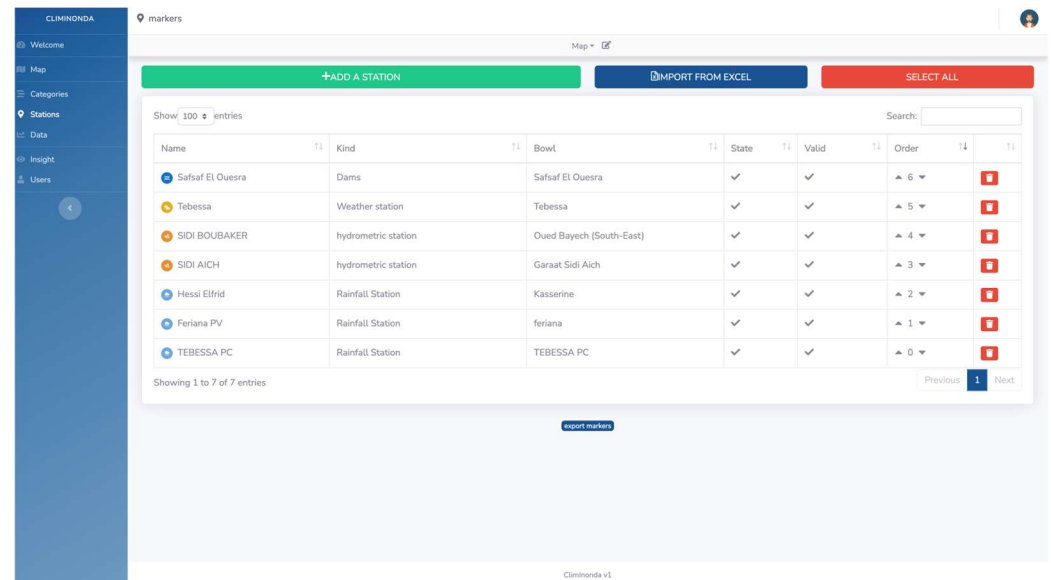 CLIMINONDA
markers
Welcome
Map
Categories
Stations
Data
Insight
Users
Map
+ADD A STATION
IMPORT FROM EXCEL
SELECT ALL
Show 100 entries
Search:
Name Kind Bowl State Valid Order
Safsaf El Ouesra Dams Safsaf El Ouesra 6
Tebessa Weather station Tebessa 5
SIDI BOUBAKER hydrometric station Oued Bayech (South-East) 4
SIDI AICH hydrometric station Garaat Sidi Aich 3
Hessi Elfrid Rainfall Station Kasserine 2
Feriana PV Rainfall Station feriana 1
TEBESSA PC Rainfall Station TEBESSA PC 0
Showing 1 to 7 of 7 entries
Previous 1 Next
export markers
ClimInonda v1